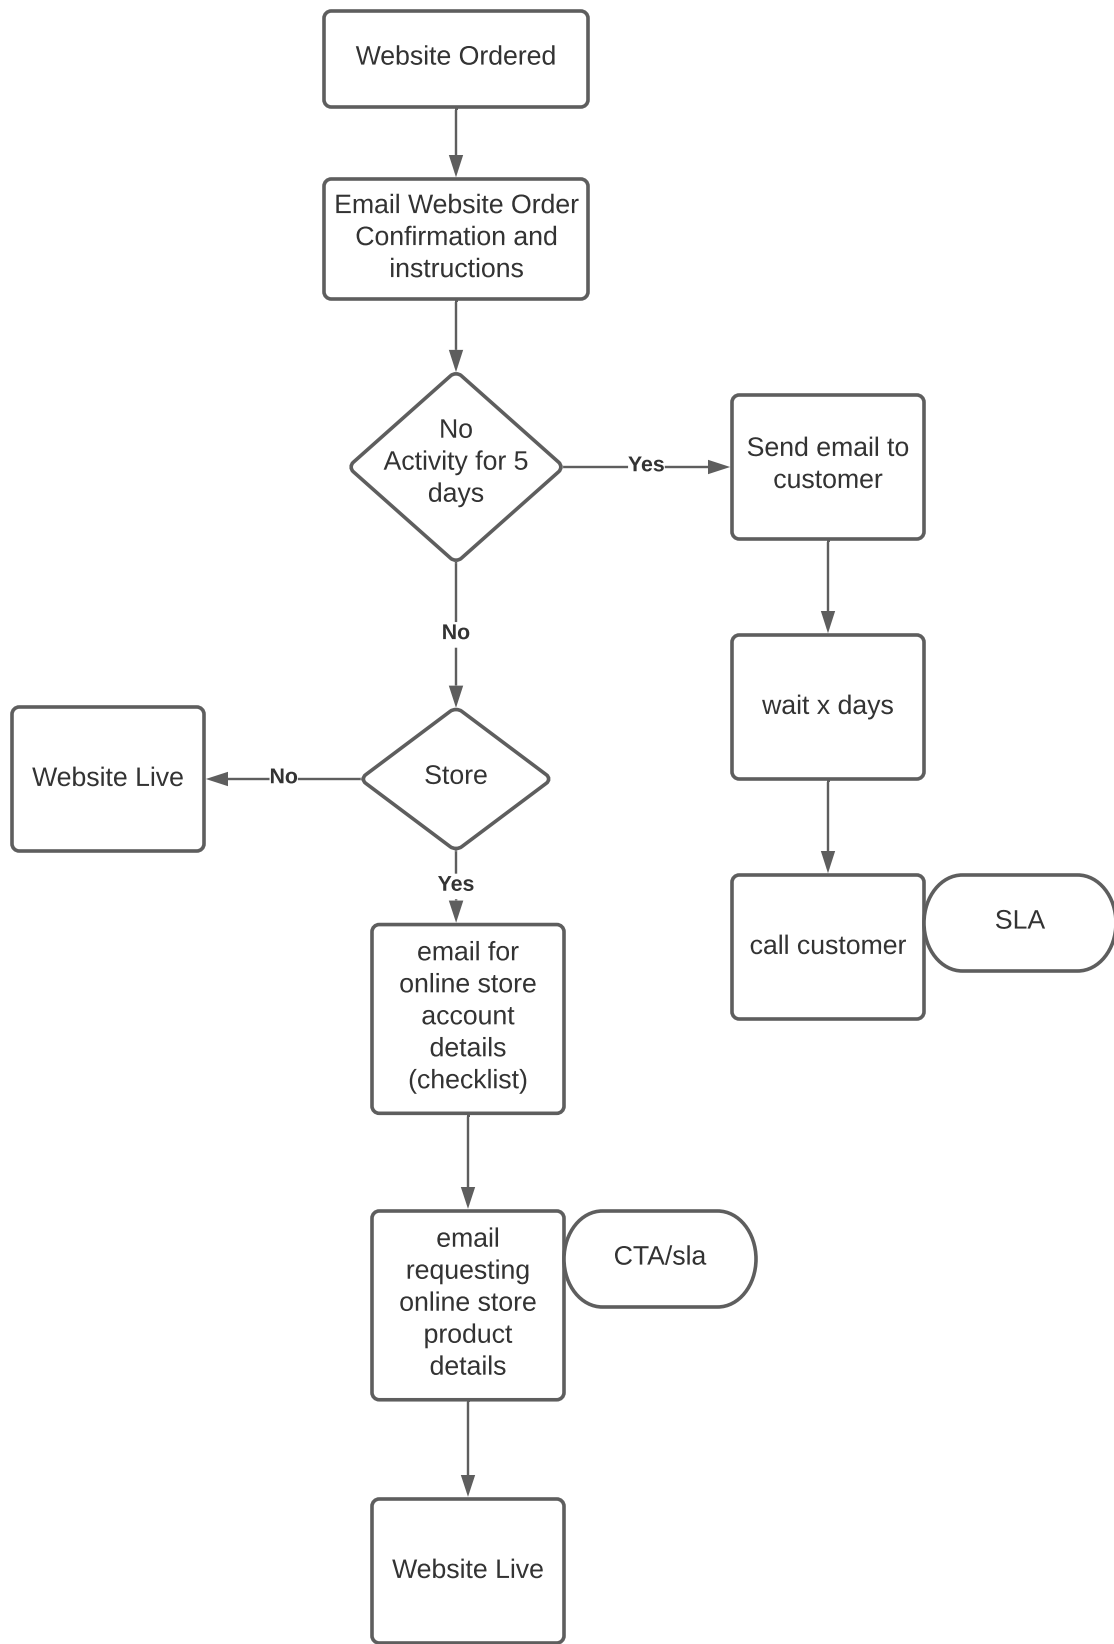 Website Ordered
Email Website Order
Confirmation and
instructions
No
Activity for 5
days
Yes
Send email to
customer
No
wait x days
Website Live
No
Store
Yes
call customer
SLA
email for
online store
account
details
(checklist)
email
requesting
online store
product
details
CTA/sla
Website Live